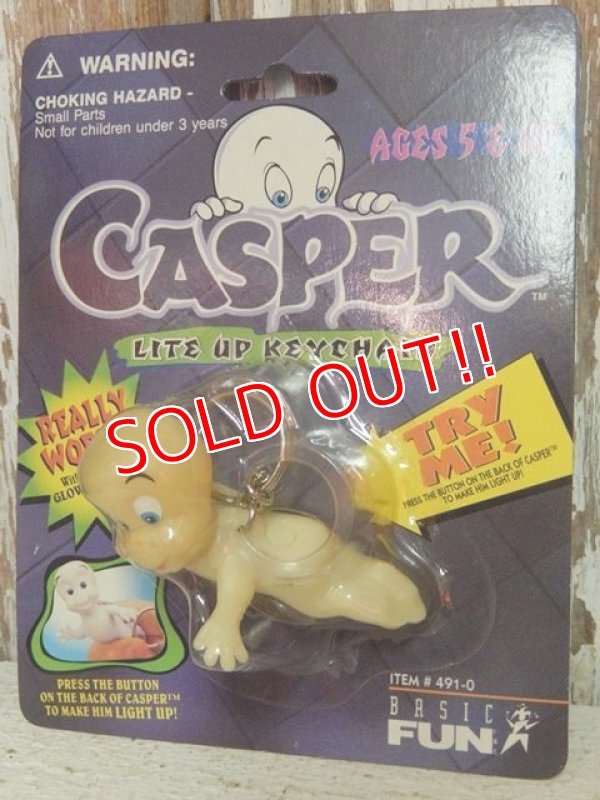 WARNING:
CHOKING HAZARD -
Small Parts
Not for children under 3 years
AGES 5 &
CASPER™
LITE UP KEYCHAIN
SOLD OUT!!
REALLY
TRY
ME!
PRESS THE BUTTON ON THE BACK OF CASPER™
TO MAKE HIM LIGHT UP!
PRESS THE BUTTON
ON THE BACK OF CASPER™
TO MAKE HIM LIGHT UP!
ITEM # 491-0
BASIC
FUN